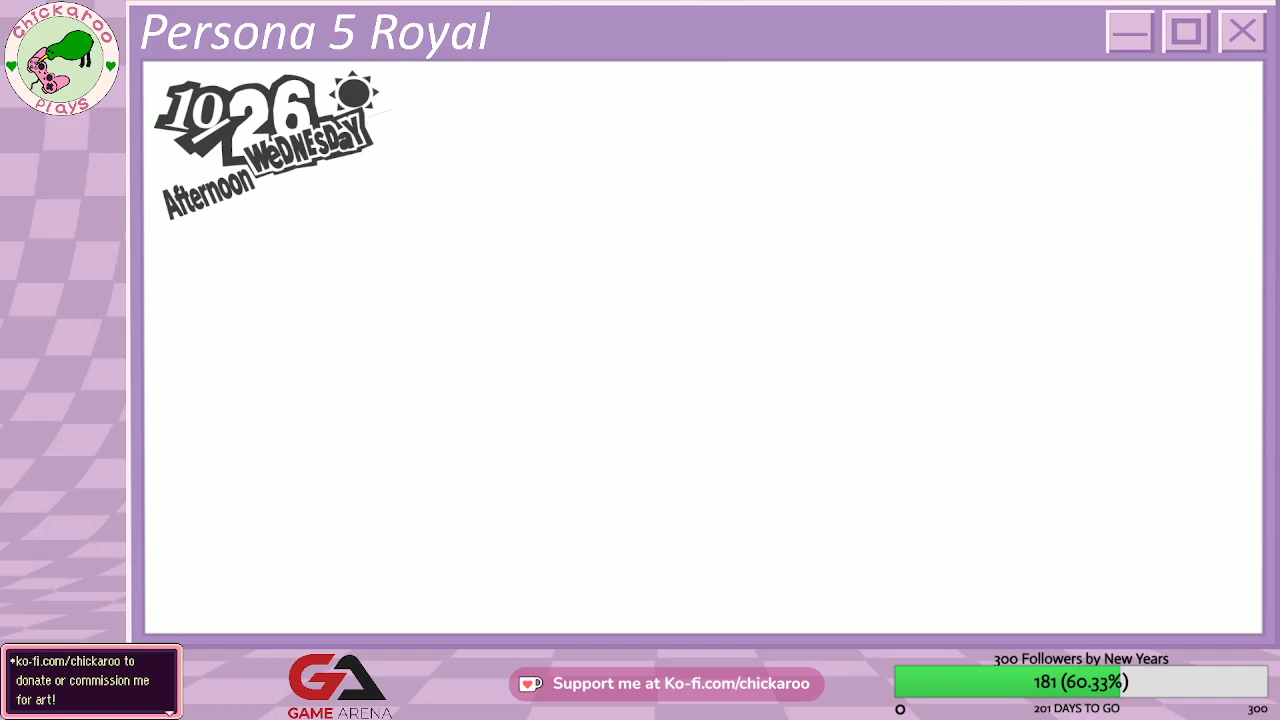 chickaroo
plays
Persona 5 Royal
10/26
WeDNEsDaY
Afternoon
*ko-fi.com/chickaroo to
donate or commission me
for art!
GA
GAME ARENA
Support me at Ko-fi.com/chickaroo
300 Followers by New Years
181 (60.33%)
0
201 DAYS TO GO
300